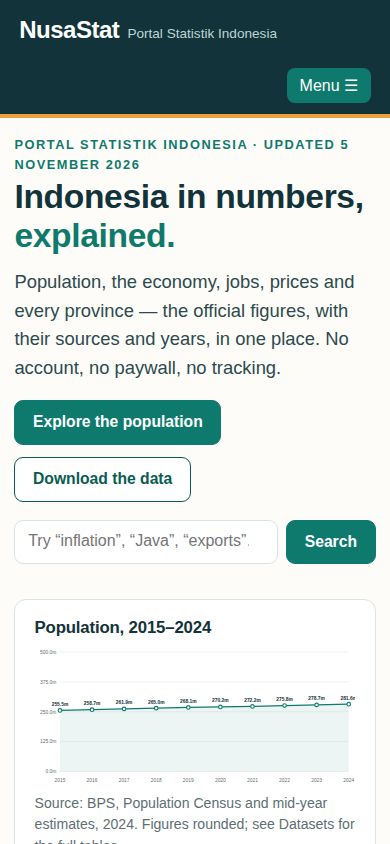 NusaStat Portal Statistik Indonesia
Menu ☰
PORTAL STATISTIK INDONESIA · UPDATED 5
NOVEMBER 2026
Indonesia in numbers,
explained.
Population, the economy, jobs, prices and
every province — the official figures, with
their sources and years, in one place. No
account, no paywall, no tracking.
Explore the population
Download the data
Try “inflation”, “Java”, “exports”.
Search
Population, 2015–2024
500.0m
375.0m
255.5m 258.7m 261.9m 265.0m 268.1m 270.2m 272.2m 275.8m 278.7m 281.6
250.0m
125.0m
0.0m
2015 2016 2017 2018 2019 2020 2021 2022 2023 2024
Source: BPS, Population Census and mid-year
estimates, 2024. Figures rounded; see Datasets for
the full tables.